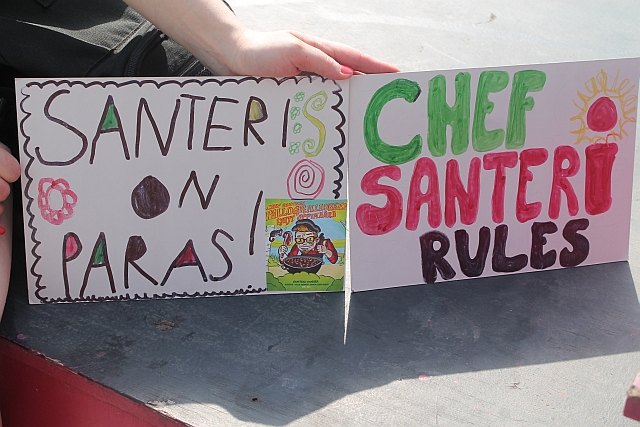 SANTERI
ON
PARAS!
CHEF
SANTERI
RULES